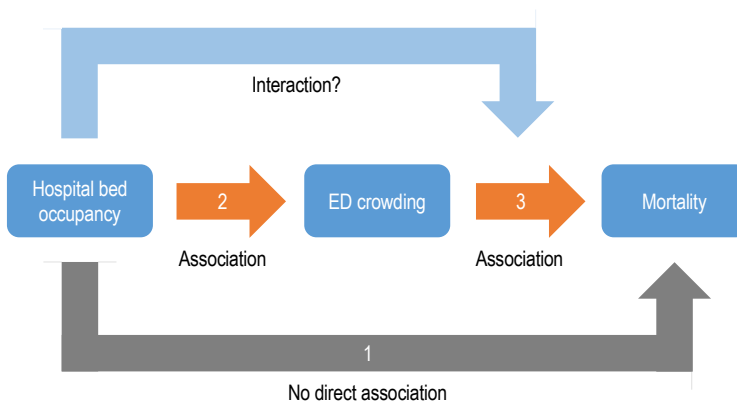 Interaction?
Hospital bed
occupancy
2
ED crowding
3
Mortality
Association
Association
1
No direct association